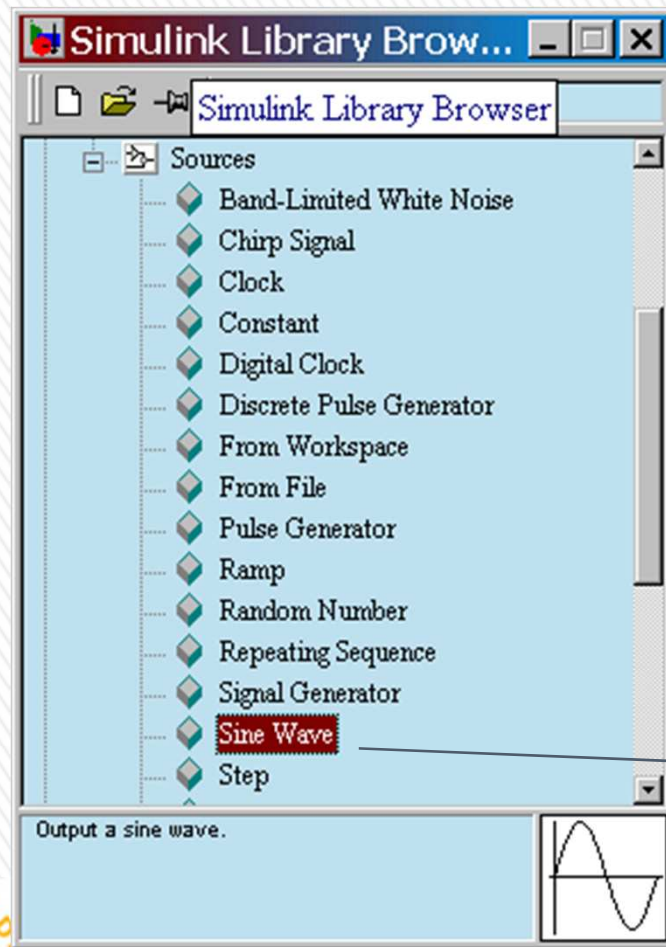 Simulink Library Brow...
Simulink Library Browser
Sources
Band-Limited White Noise
Chirp Signal
Clock
Constant
Digital Clock
Discrete Pulse Generator
From Workspace
From File
Pulse Generator
Ramp
Random Number
Repeating Sequence
Signal Generator
Sine Wave
Step
Output a sine wave.